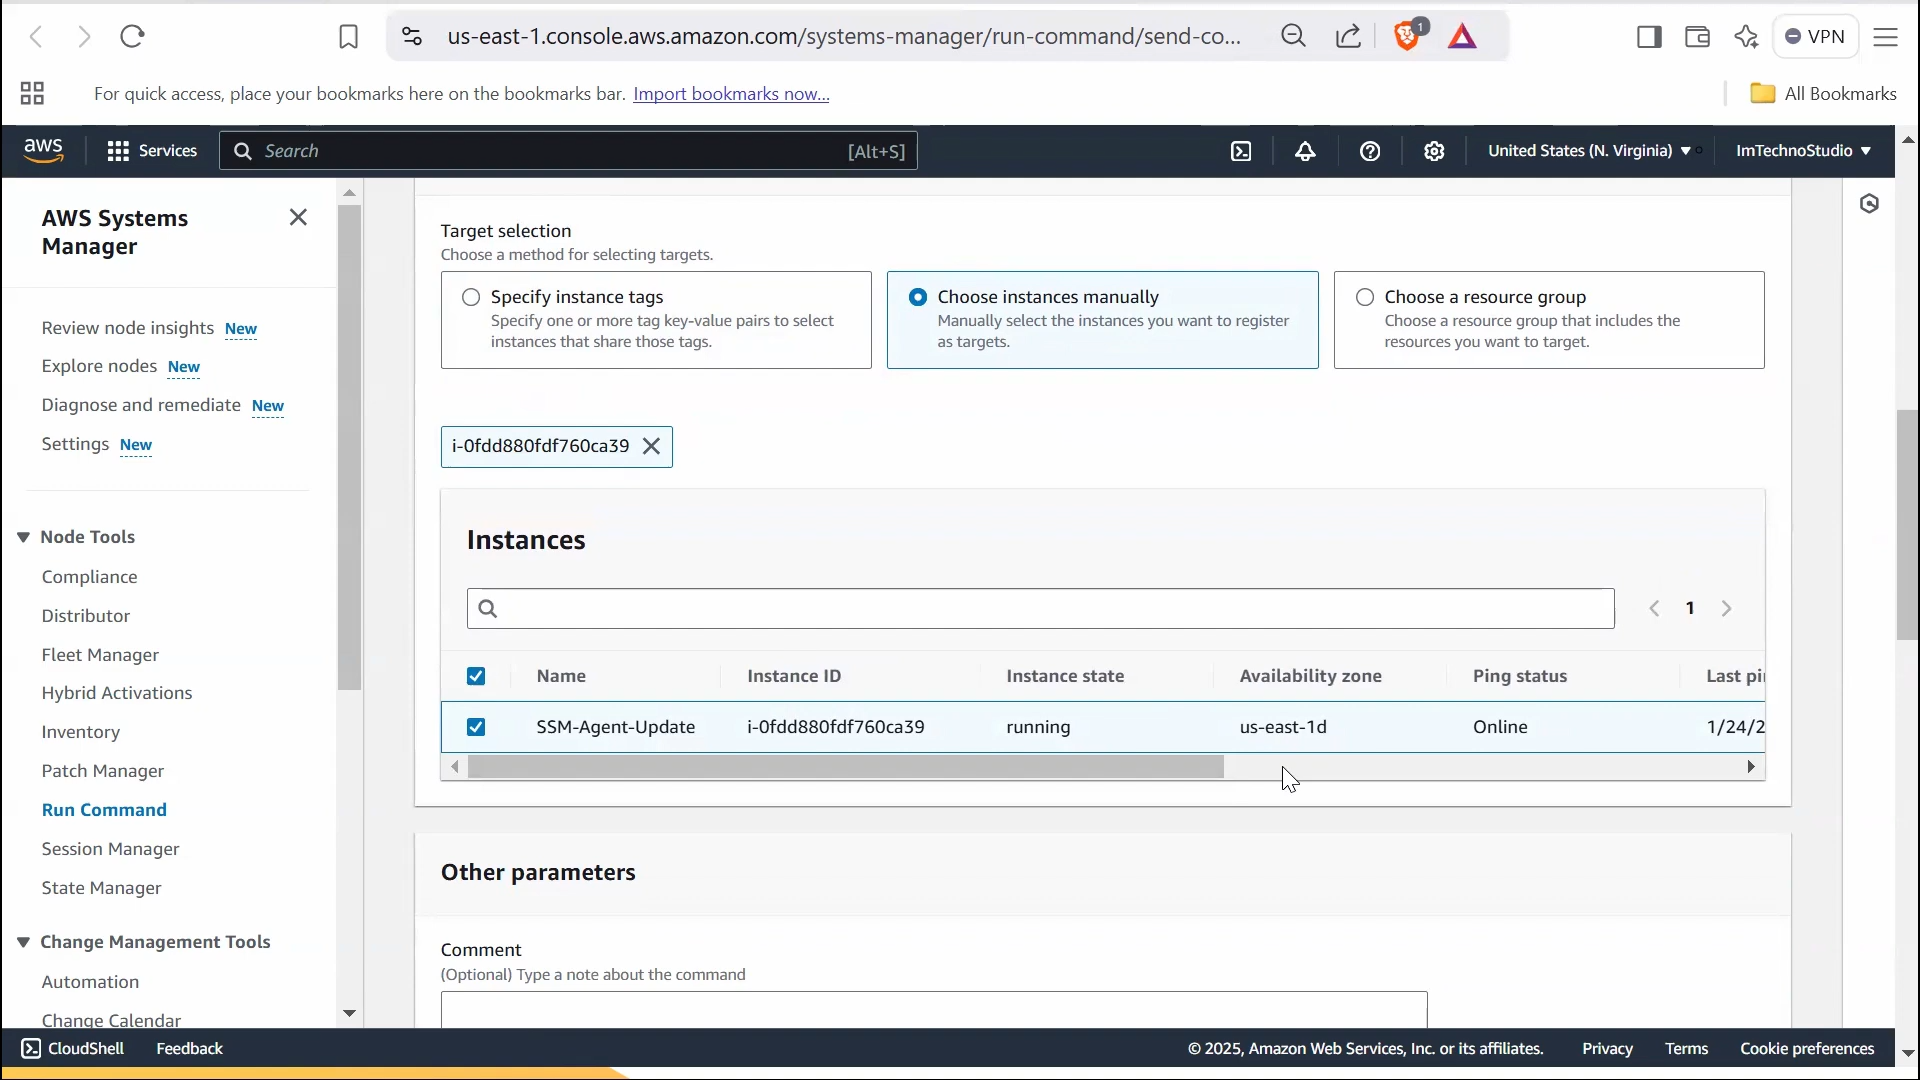 us-east-1.console.aws.amazon.com/systems-manager/run-command/send-co...
1
VPN
For quick access, place your bookmarks here on the bookmarks bar. Import bookmarks now...
All Bookmarks
aws
Services
Search
[Alt+S]
United States (N. Virginia)
ImTechnoStudio
AWS Systems
Manager
Review node insights New
Explore nodes New
Diagnose and remediate New
Settings New
Node Tools
Compliance
Distributor
Fleet Manager
Hybrid Activations
Inventory
Patch Manager
Run Command
Session Manager
State Manager
Change Management Tools
Automation
Change Calendar
Target selection
Choose a method for selecting targets.
Specify instance tags
Specify one or more tag key-value pairs to select
instances that share those tags.
Choose instances manually
Manually select the instances you want to register
as targets.
Choose a resource group
Choose a resource group that includes the
resources you want to target.
i-0fdd880fdf760ca39
Instances
1
Name Instance ID Instance state Availability zone Ping status Last pi
SSM-Agent-Update i-0fdd880fdf760ca39 running us-east-1d Online 1/24/2
Other parameters
Comment
(Optional) Type a note about the command
CloudShell Feedback
© 2025, Amazon Web Services, Inc. or its affiliates. Privacy Terms Cookie preferences